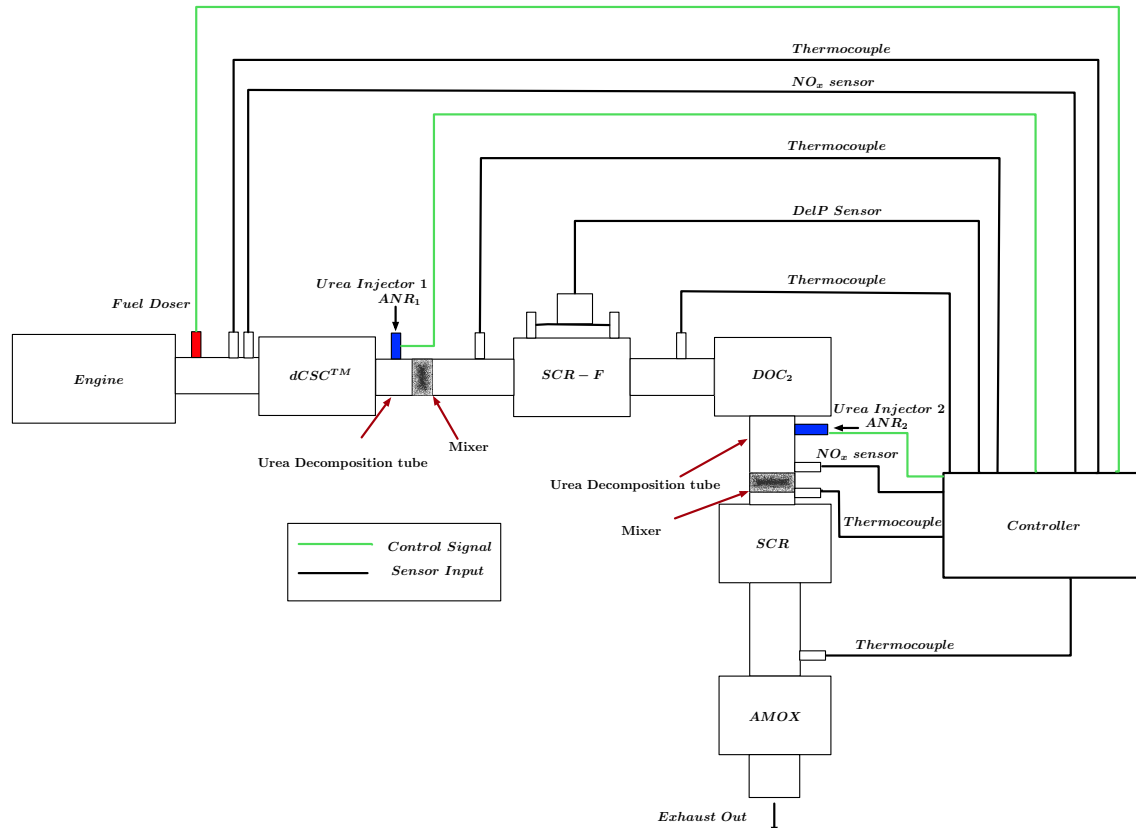 Thermocouple
NOₓ sensor
Thermocouple
DelP Sensor
Thermocouple
Urea Injector 1
ANR₁
Fuel Doser
Engine
dCSCᵀᴹ
SCR – F
DOC₂
Urea Injector 2
ANR₂
Mixer
Urea Decomposition tube
NOₓ sensor
Urea Decomposition tube
Thermocouple
Controller
Mixer
SCR
Control Signal
Sensor Input
Thermocouple
AMOX
Exhaust Out